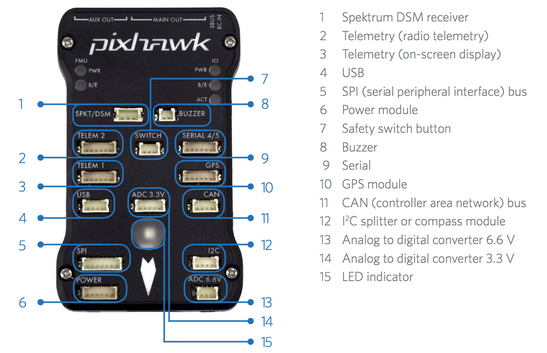 AUX OUT
MAIN OUT
SBUS
RC IN
pixhawk
FMU
IO
PWR
PWR
B/E
B/E
ACT
SPKT/DSM
BUZZER
TELEM 2
SWITCH
SERIAL 4/5
TELEM 1
GPS
USB
ADC 3.3V
CAN
SPI
I2C
POWER
ADC 6.6V
1
2
3
4
5
6
7
8
9
10
11
12
13
14
15
1 Spektrum DSM receiver
2 Telemetry (radio telemetry)
3 Telemetry (on-screen display)
4 USB
5 SPI (serial peripheral interface) bus
6 Power module
7 Safety switch button
8 Buzzer
9 Serial
10 GPS module
11 CAN (controller area network) bus
12 I²C splitter or compass module
13 Analog to digital converter 6.6 V
14 Analog to digital converter 3.3 V
15 LED indicator